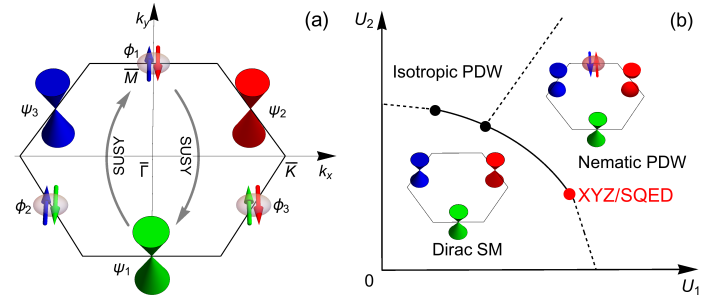 (a)
k_y
ϕ_1
M̅
ψ_3
ψ_2
SUSY
SUSY
Γ̅
K̅
k_x
ϕ_2
ϕ_3
ψ_1
(b)
U_2
Isotropic PDW
Nematic PDW
XYZ/SQED
Dirac SM
0
U_1